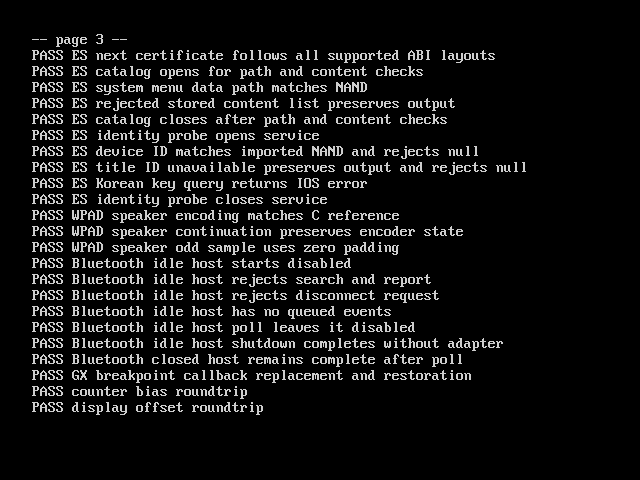 -- page 3 --
PASS ES next certificate follows all supported ABI layouts
PASS ES catalog opens for path and content checks
PASS ES system menu data path matches NAND
PASS ES rejected stored content list preserves output
PASS ES catalog closes after path and content checks
PASS ES identity probe opens service
PASS ES device ID matches imported NAND and rejects null
PASS ES title ID unavailable preserves output and rejects null
PASS ES Korean key query returns IOS error
PASS ES identity probe closes service
PASS WPAD speaker encoding matches C reference
PASS WPAD speaker continuation preserves encoder state
PASS WPAD speaker odd sample uses zero padding
PASS Bluetooth idle host starts disabled
PASS Bluetooth idle host rejects search and report
PASS Bluetooth idle host rejects disconnect request
PASS Bluetooth idle host has no queued events
PASS Bluetooth idle host poll leaves it disabled
PASS Bluetooth idle host shutdown completes without adapter
PASS Bluetooth closed host remains complete after poll
PASS GX breakpoint callback replacement and restoration
PASS counter bias roundtrip
PASS display offset roundtrip